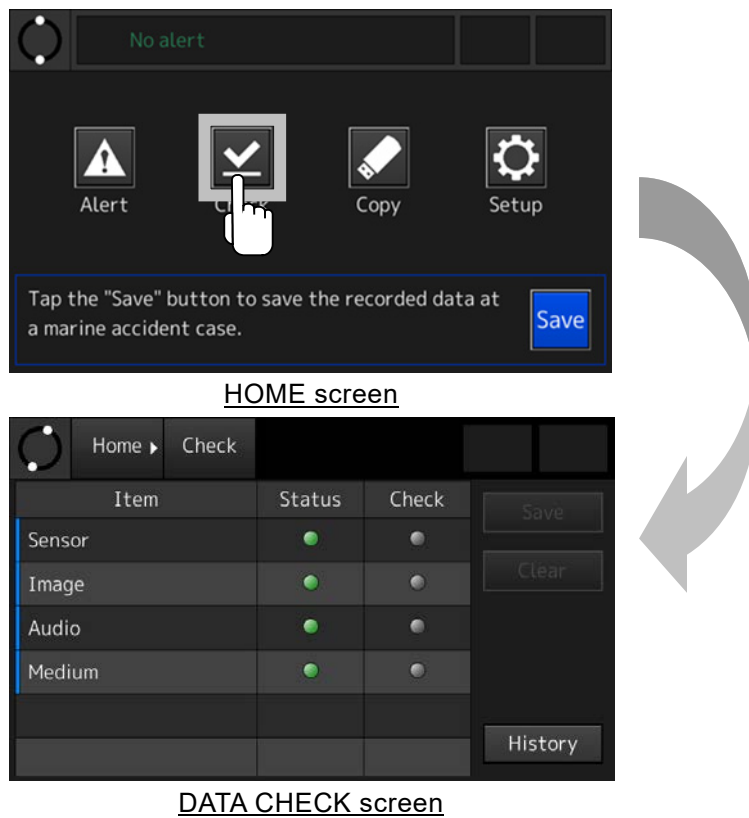 No alert
Alert Check Copy Setup
Tap the "Save" button to save the recorded data at
a marine accident case.
Save
HOME screen
Home Check
Item Status Check
Save
Sensor
Clear
Image
Audio
Medium
History
DATA CHECK screen